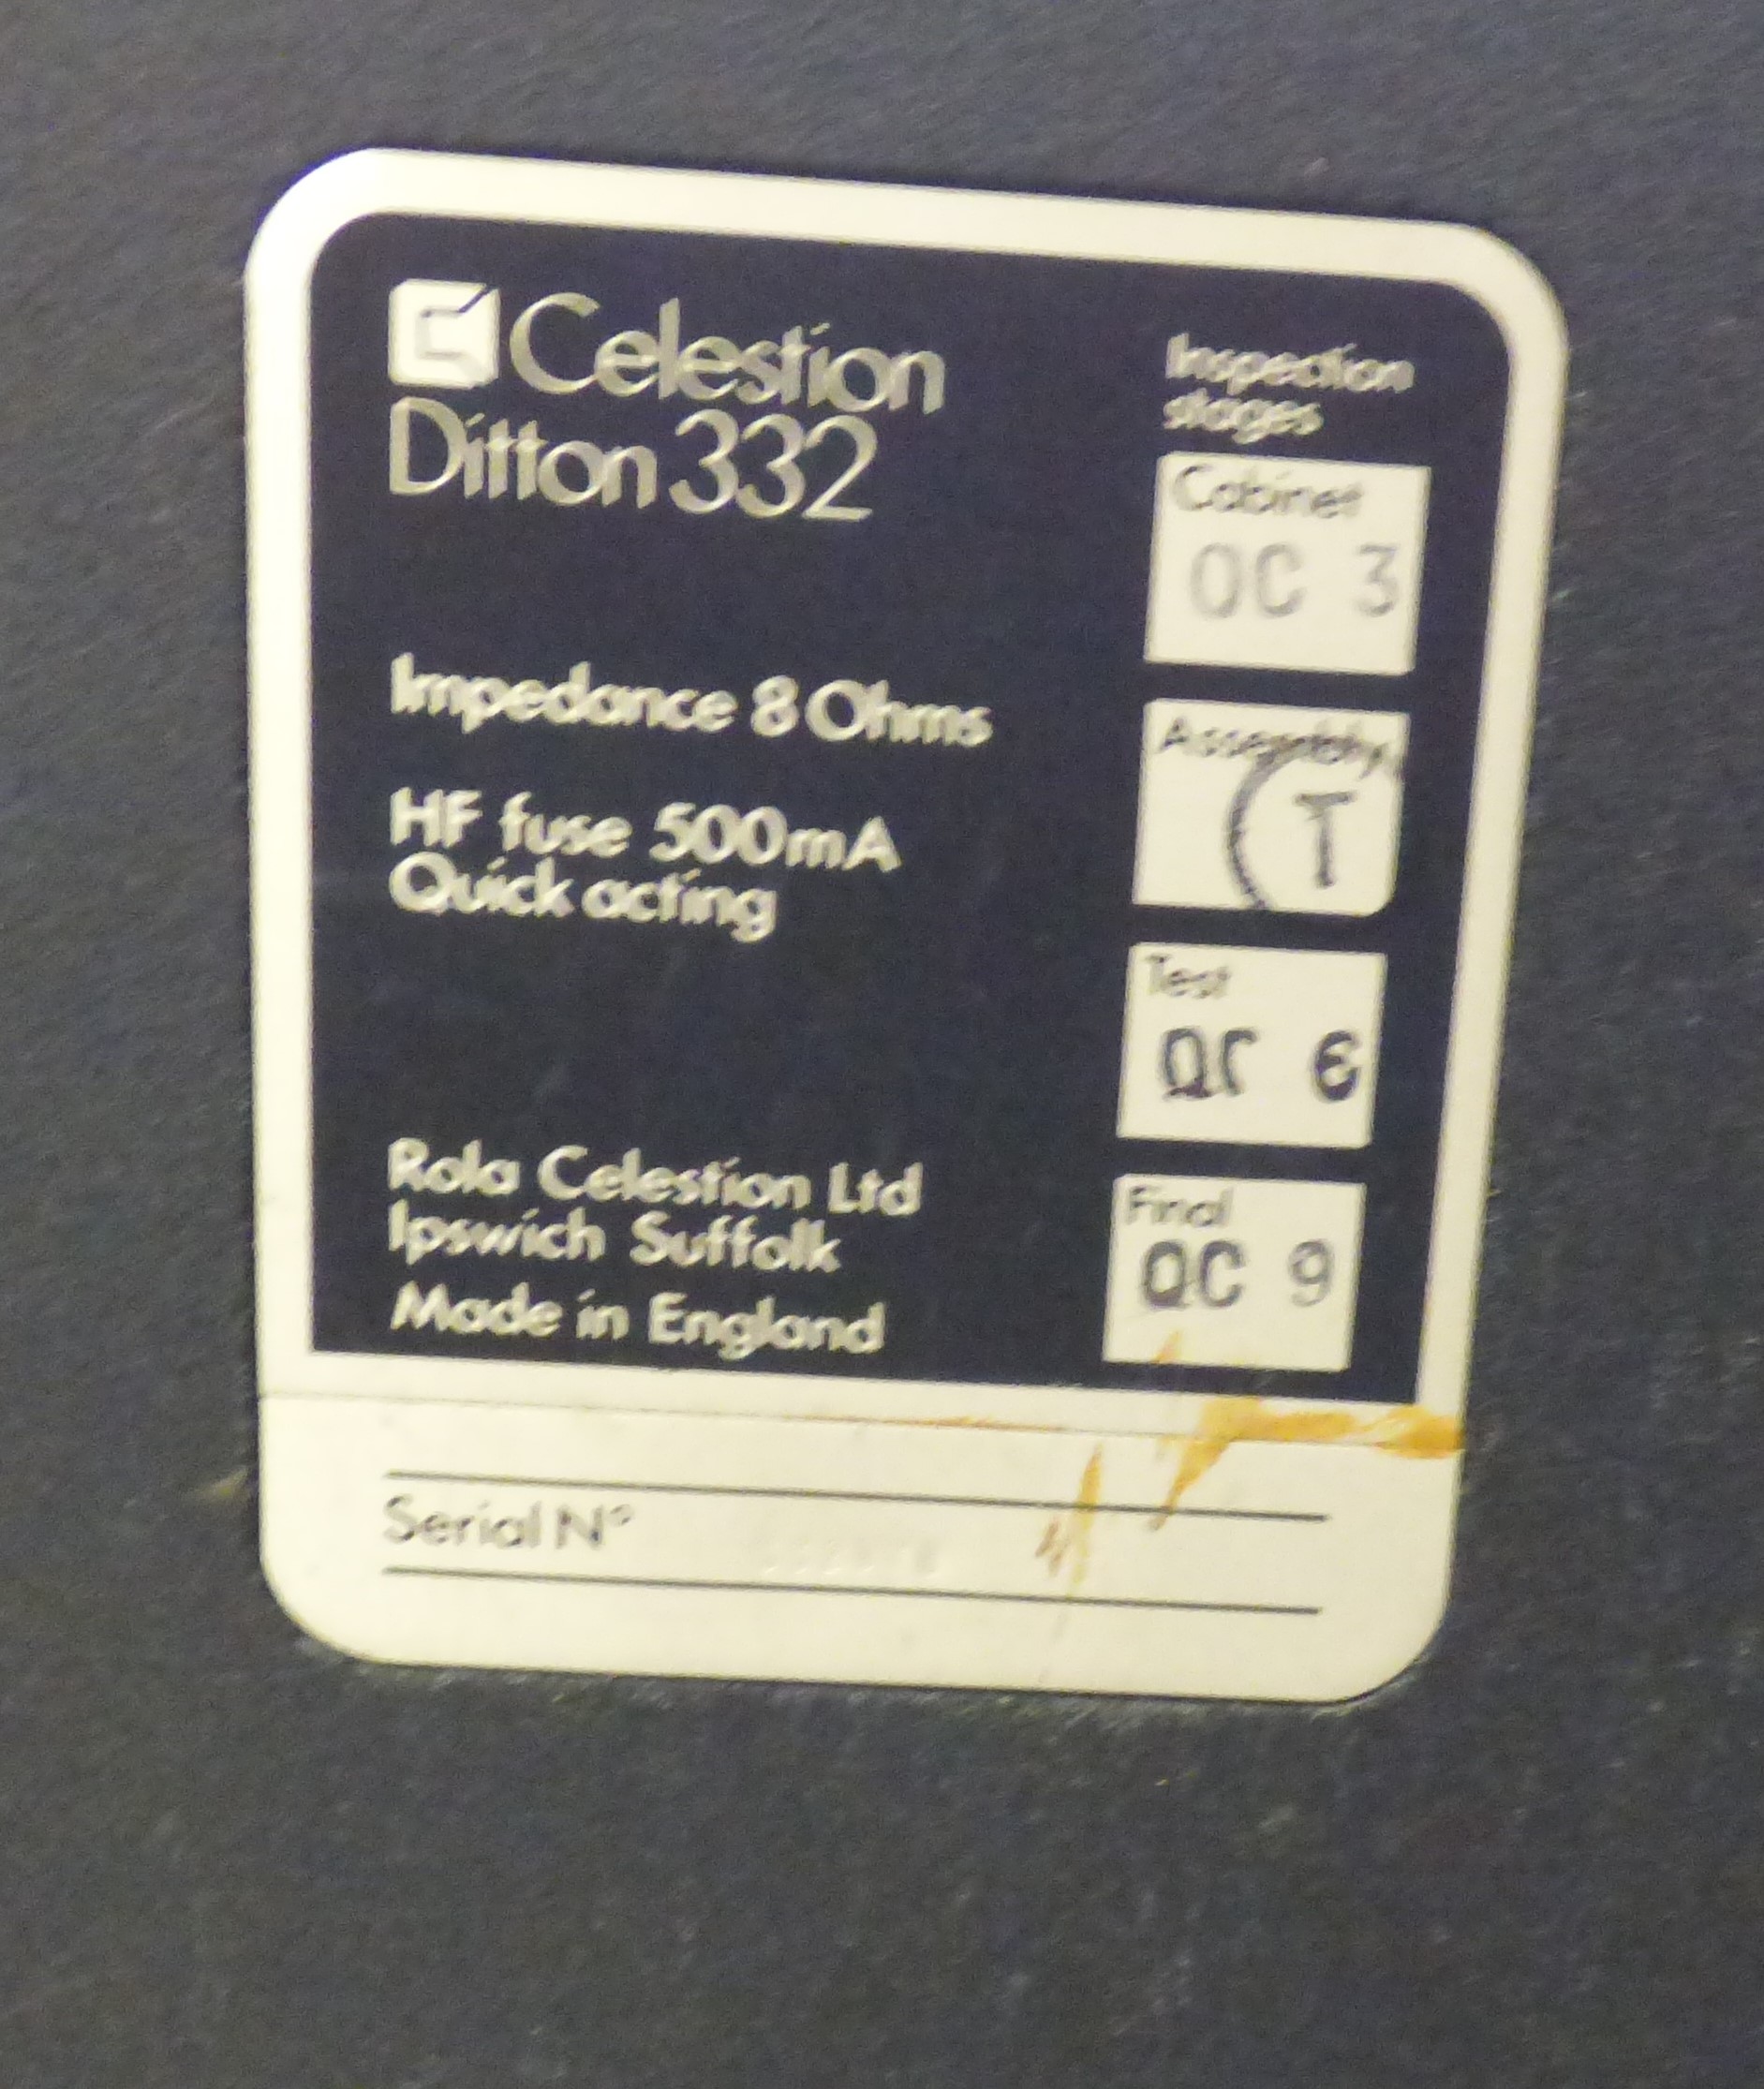 Celestion
Ditton 332
Impedance 8 Ohms
HF fuse 500mA
Quick acting
Rola Celestion Ltd
Ipswich Suffolk
Made in England
Inspection
stages
Cabinet
QC 3
Assembly
T
Test
QC 6
Final
QC 9
Serial Nº